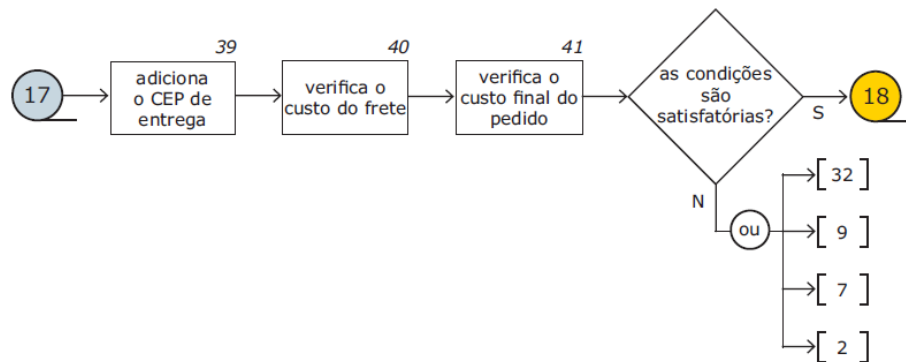 39
40
41
17
adiciona
o CEP de
entrega
verifica o
custo do frete
verifica o
custo final do
pedido
as condições
são
satisfatórias?
S
18
N
ou
[ 32 ]
[ 9 ]
[ 7 ]
[ 2 ]